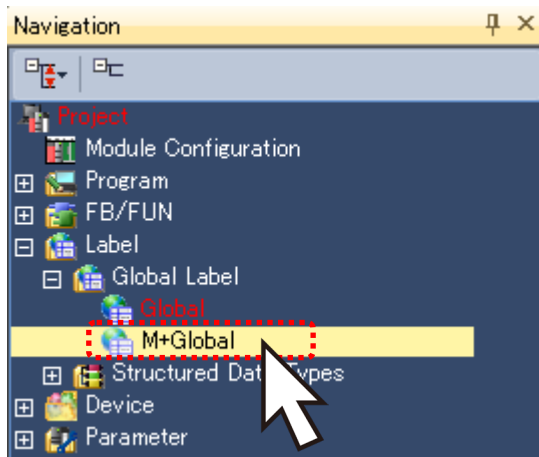 Navigation
Project
Module Configuration
Program
FB/FUN
Label
Global Label
Global
M+Global
Structured Data Types
Device
Parameter